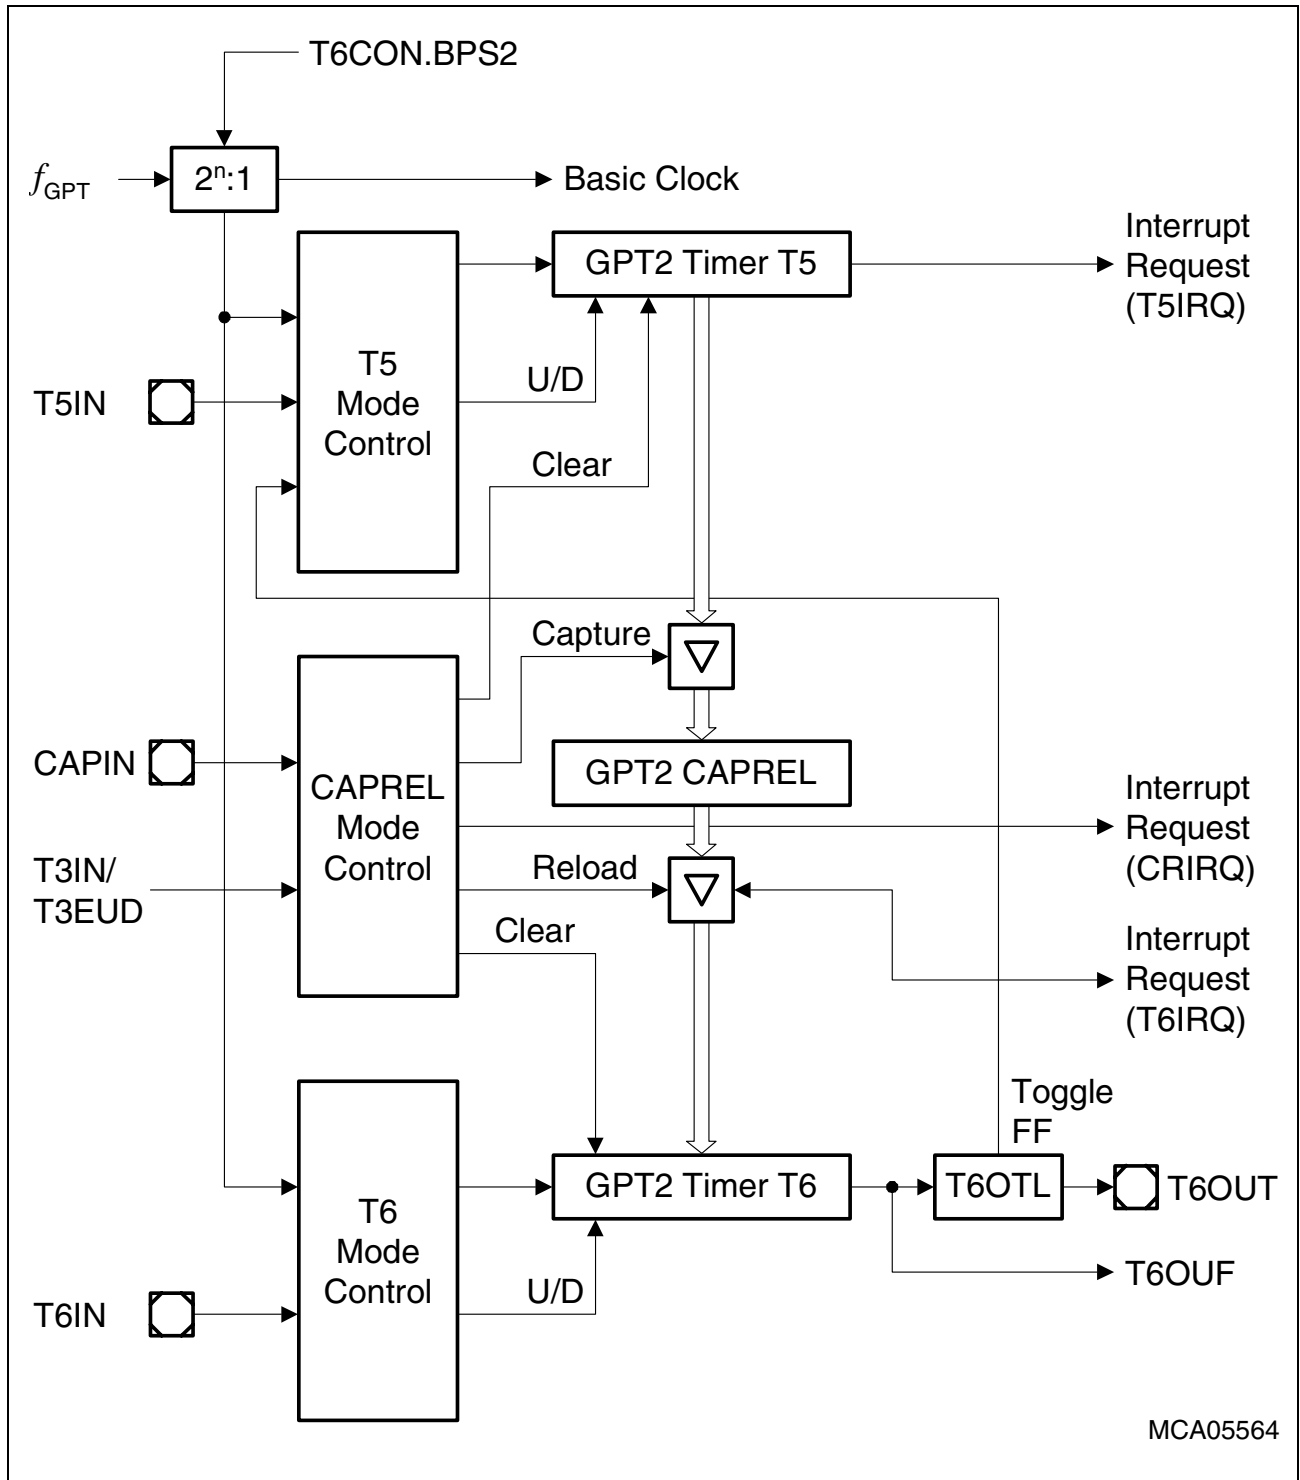 T6CON.BPS2
fGPT
2n:1
Basic Clock
GPT2 Timer T5
Interrupt
Request
(T5IRQ)
T5
Mode
Control
U/D
T5IN
Clear
Capture
CAPIN
CAPREL
Mode
Control
GPT2 CAPREL
Interrupt
Request
(CRIRQ)
T3IN/
T3EUD
Reload
Clear
Interrupt
Request
(T6IRQ)
Toggle
FF
GPT2 Timer T6
T6OTL
T6OUT
T6
Mode
Control
U/D
T6OUF
T6IN
MCA05564